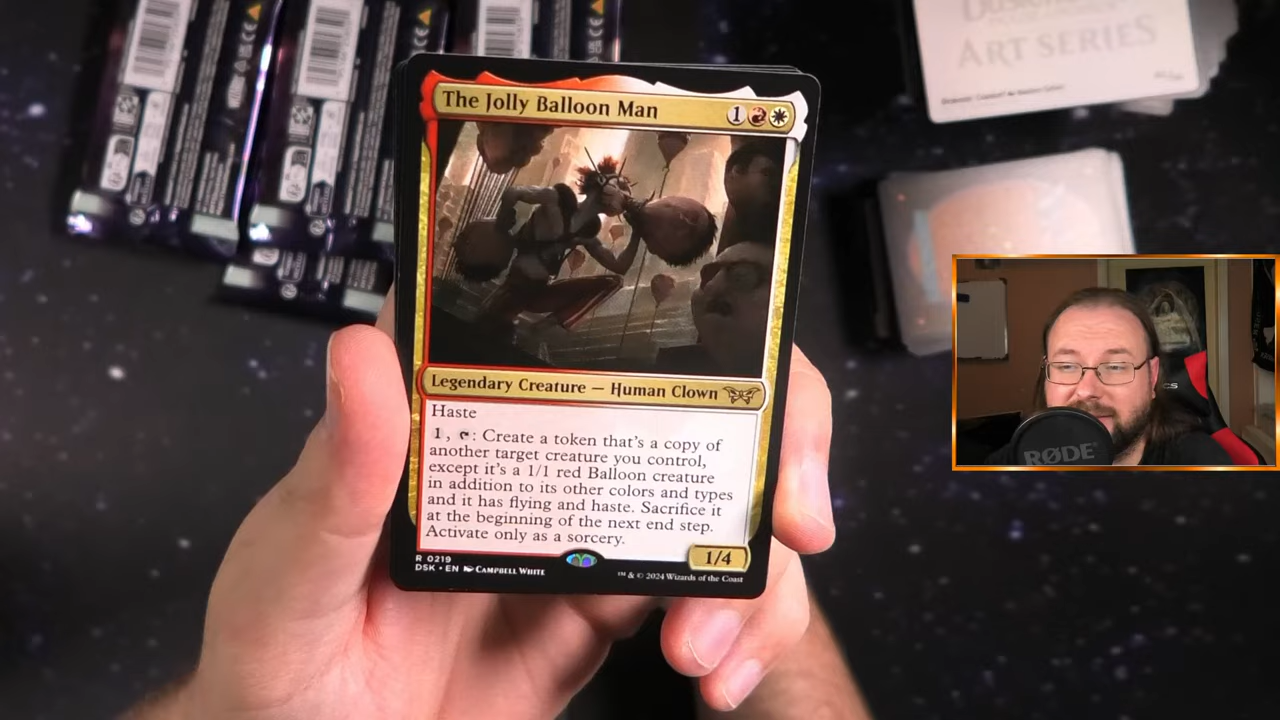 The Jolly Balloon Man
1
Legendary Creature — Human Clown
Haste
1, : Create a token that's a copy of
another target creature you control,
except it's a 1/1 red Balloon creature
in addition to its other colors and types
and it has flying and haste. Sacrifice it
at the beginning of the next end step.
Activate only as a sorcery.
1/4
R 0219
DSK • EN CAMPBELL WHITE
™ & © 2024 Wizards of the Coast
ART SERIES
RØDE